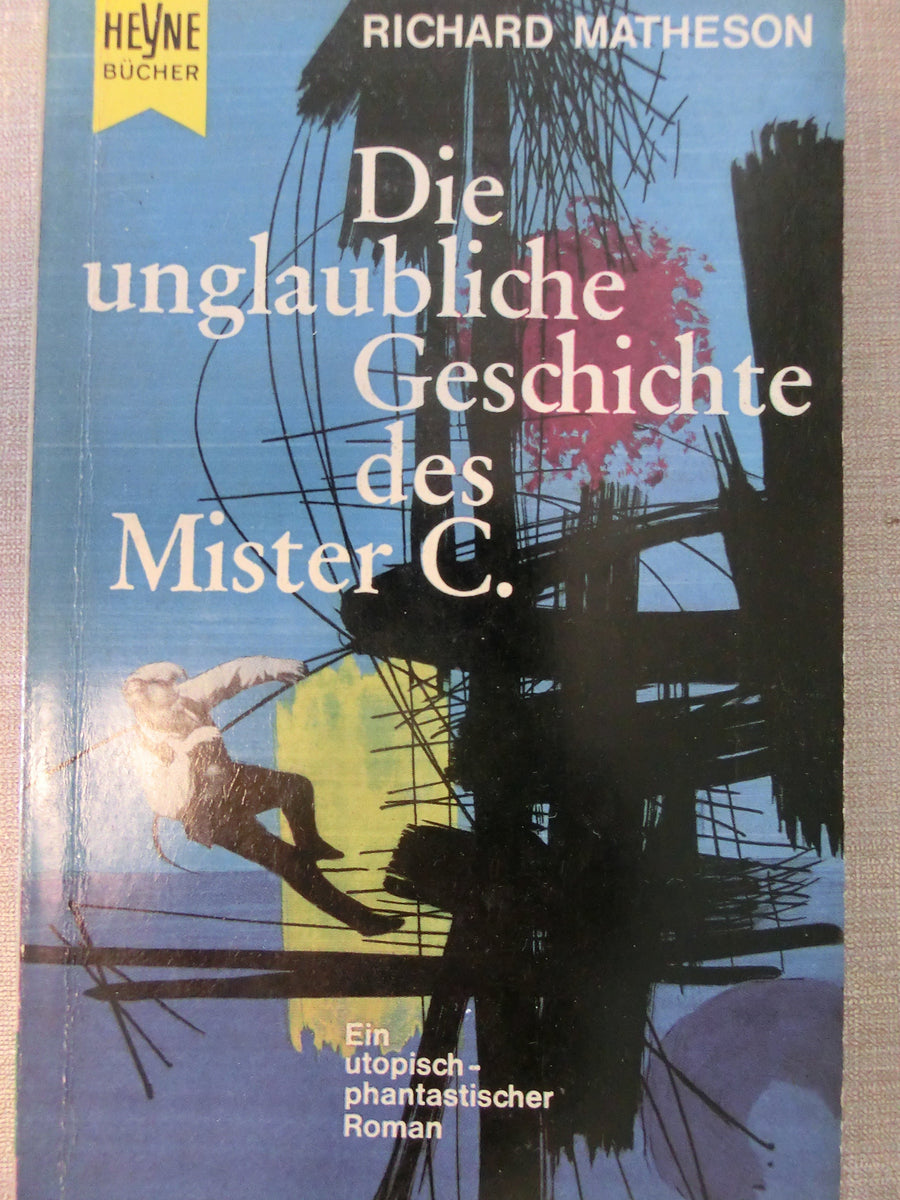 HEYNE
BÜCHER
RICHARD MATHESON
Die
unglaubliche
Geschichte
des
Mister C.
Ein
utopisch-
phantastischer
Roman